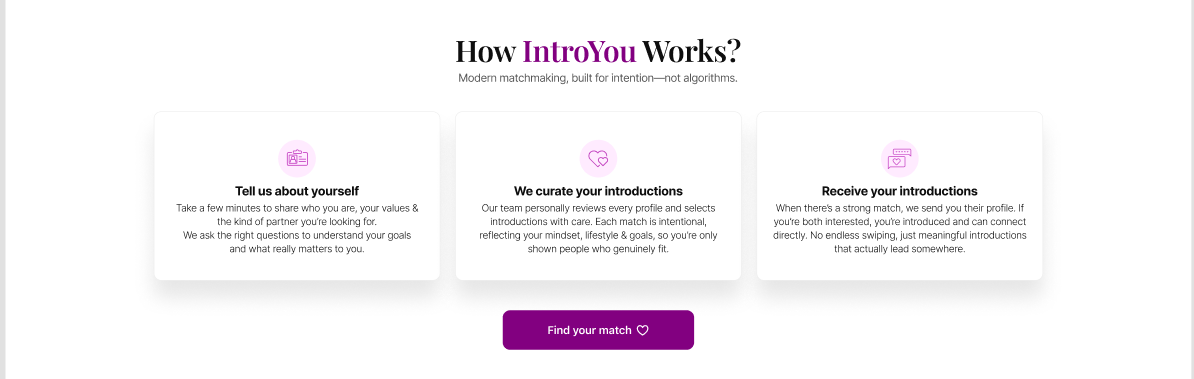 How IntroYou Works?
Modern matchmaking, built for intention—not algorithms.
Tell us about yourself
Take a few minutes to share who you are, your values &
the kind of partner you're looking for.
We ask the right questions to understand your goals
and what really matters to you.
We curate your introductions
Our team personally reviews every profile and selects
introductions with care. Each match is intentional,
reflecting your mindset, lifestyle & goals, so you're only
shown people who genuinely fit.
Receive your introductions
When there's a strong match, we send you their profile. If
you're both interested, you're introduced and can connect
directly. No endless swiping, just meaningful introductions
that actually lead somewhere.
Find your match